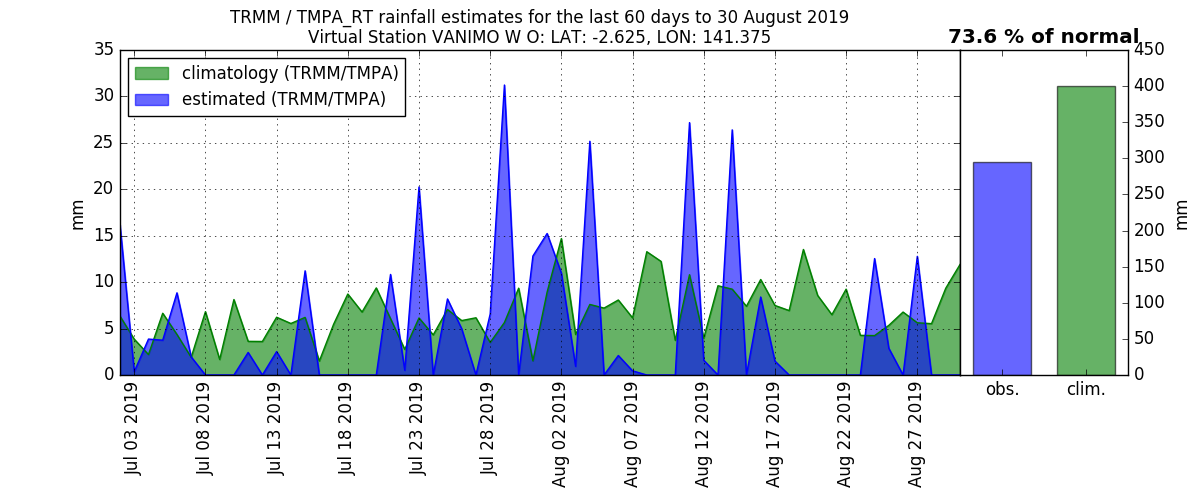 TRMM / TMPA_RT rainfall estimates for the last 60 days to 30 August 2019
Virtual Station VANIMO W O: LAT: -2.625, LON: 141.375
73.6 % of normal
climatology (TRMM/TMPA)
estimated (TRMM/TMPA)
35
30
25
20
15
10
5
0
mm
Jul 03 2019
Jul 08 2019
Jul 13 2019
Jul 18 2019
Jul 23 2019
Jul 28 2019
Aug 02 2019
Aug 07 2019
Aug 12 2019
Aug 17 2019
Aug 22 2019
Aug 27 2019
obs.
clim.
450
400
350
300
250
200
150
100
50
0
mm